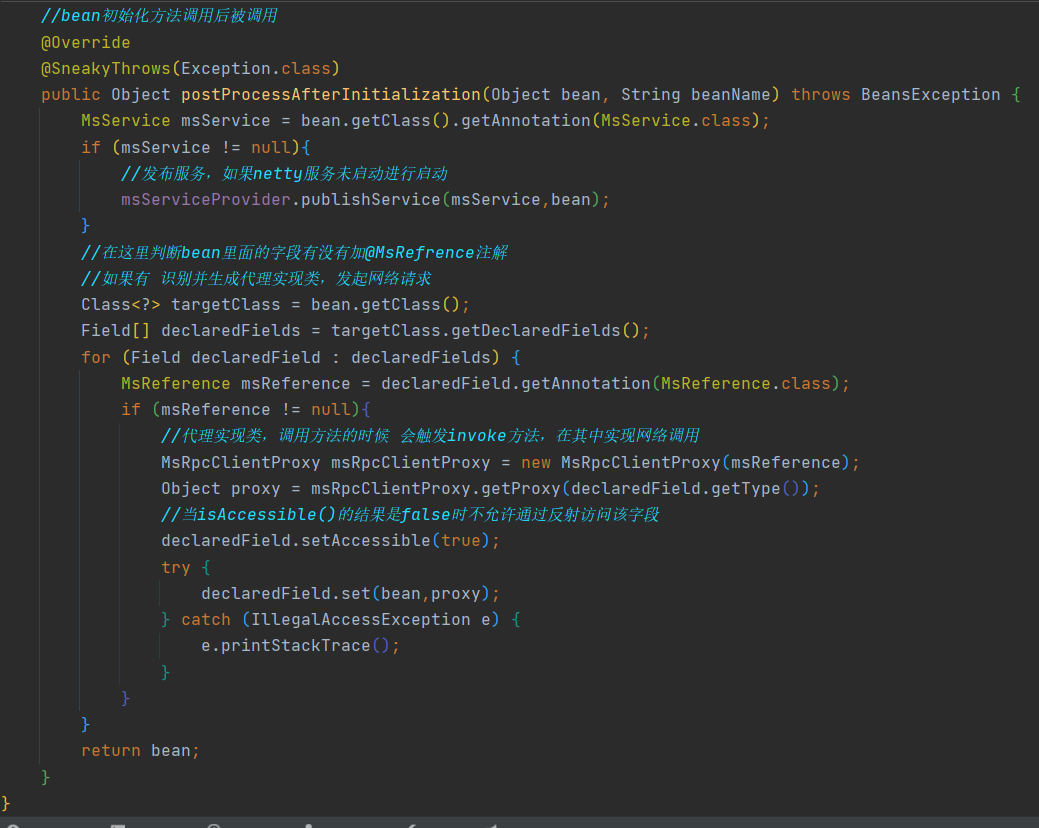 //bean初始化方法调用后被调用
@Override
@SneakyThrows(Exception.class)
public Object postProcessAfterInitialization(Object bean, String beanName) throws BeansException {
MsService msService = bean.getClass().getAnnotation(MsService.class);
if (msService != null){
//发布服务，如果netty服务未启动进行启动
msServiceProvider.publishService(msService,bean);
}
//在这里判断bean里面的字段有没有加@MsRefrence注解
//如果有 识别并生成代理实现类，发起网络请求
Class<?> targetClass = bean.getClass();
Field[] declaredFields = targetClass.getDeclaredFields();
for (Field declaredField : declaredFields) {
MsReference msReference = declaredField.getAnnotation(MsReference.class);
if (msReference != null){
//代理实现类，调用方法的时候 会触发invoke方法，在其中实现网络调用
MsRpcClientProxy msRpcClientProxy = new MsRpcClientProxy(msReference);
Object proxy = msRpcClientProxy.getProxy(declaredField.getType());
//当isAccessible()的结果是false时不允许通过反射访问该字段
declaredField.setAccessible(true);
try {
declaredField.set(bean,proxy);
} catch (IllegalAccessException e) {
e.printStackTrace();
}
}
}
return bean;
}
}